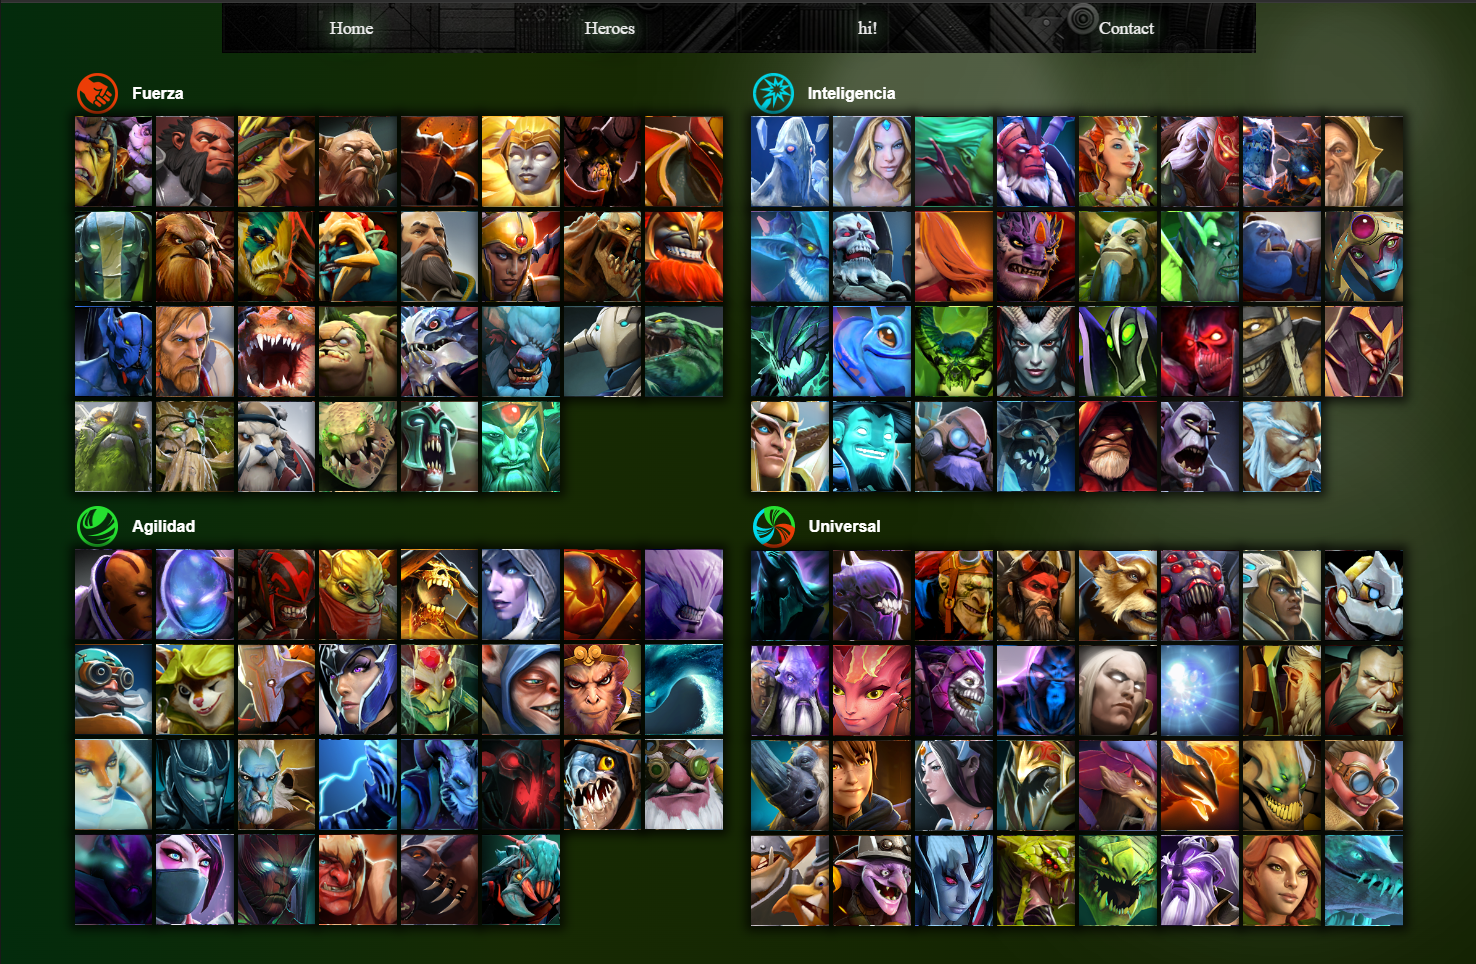 Home
Heroes
hi!
Contact
Fuerza
Inteligencia
Agilidad
Universal